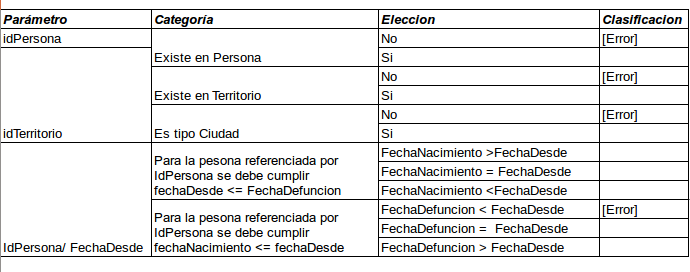 Parámetro Categoría Eleccion Clasificacion
idPersona No [Error]
Existe en Persona Si
No [Error]
Existe en Territorio Si
No [Error]
idTerritorio Es tipo Ciudad Si
Para la pesona referenciada por
IdPersona se debe cumplir
fechaDesde <= FechaDefuncion
FechaNacimiento >FechaDesde
FechaNacimiento = FechaDesde
FechaNacimiento <FechaDesde
IdPersona/ FechaDesde
Para la pesona referenciada por
IdPersona se debe cumplir
fechaNacimiento <= fechaDesde
FechaDefuncion < FechaDesde [Error]
FechaDefuncion = FechaDesde
FechaDefuncion > FechaDesde